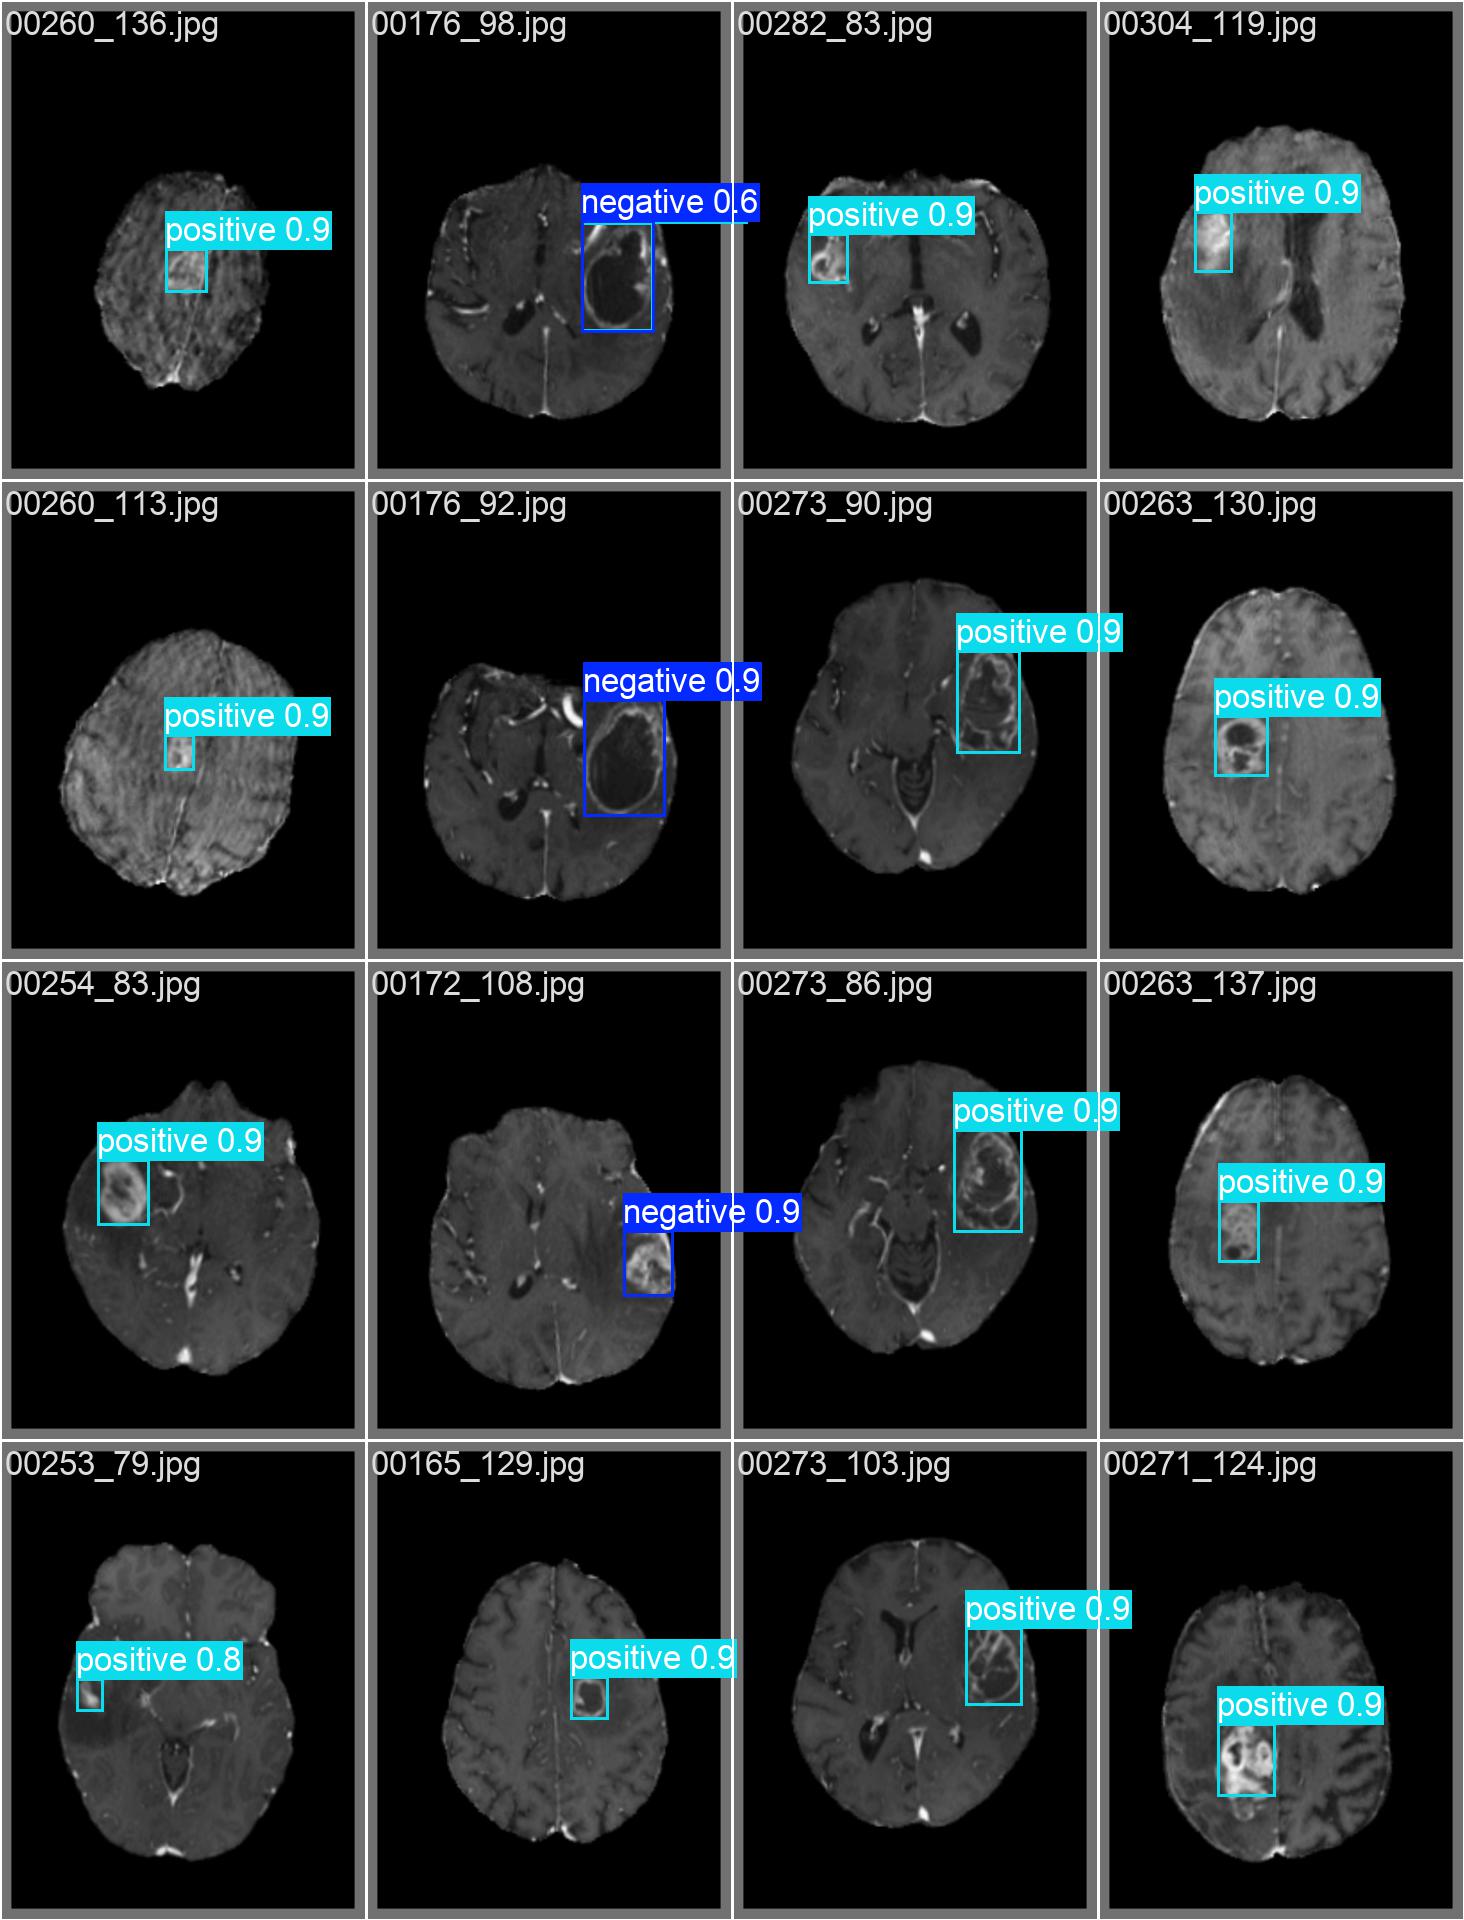 00260_136.jpg
positive 0.9
00176_98.jpg
negative 0.6
00282_83.jpg
positive 0.9
00304_119.jpg
positive 0.9
00260_113.jpg
positive 0.9
00176_92.jpg
negative 0.9
00273_90.jpg
positive 0.9
00263_130.jpg
positive 0.9
00254_83.jpg
positive 0.9
00172_108.jpg
negative 0.9
00273_86.jpg
positive 0.9
00263_137.jpg
positive 0.9
00253_79.jpg
positive 0.8
00165_129.jpg
positive 0.9
00273_103.jpg
positive 0.9
00271_124.jpg
positive 0.9